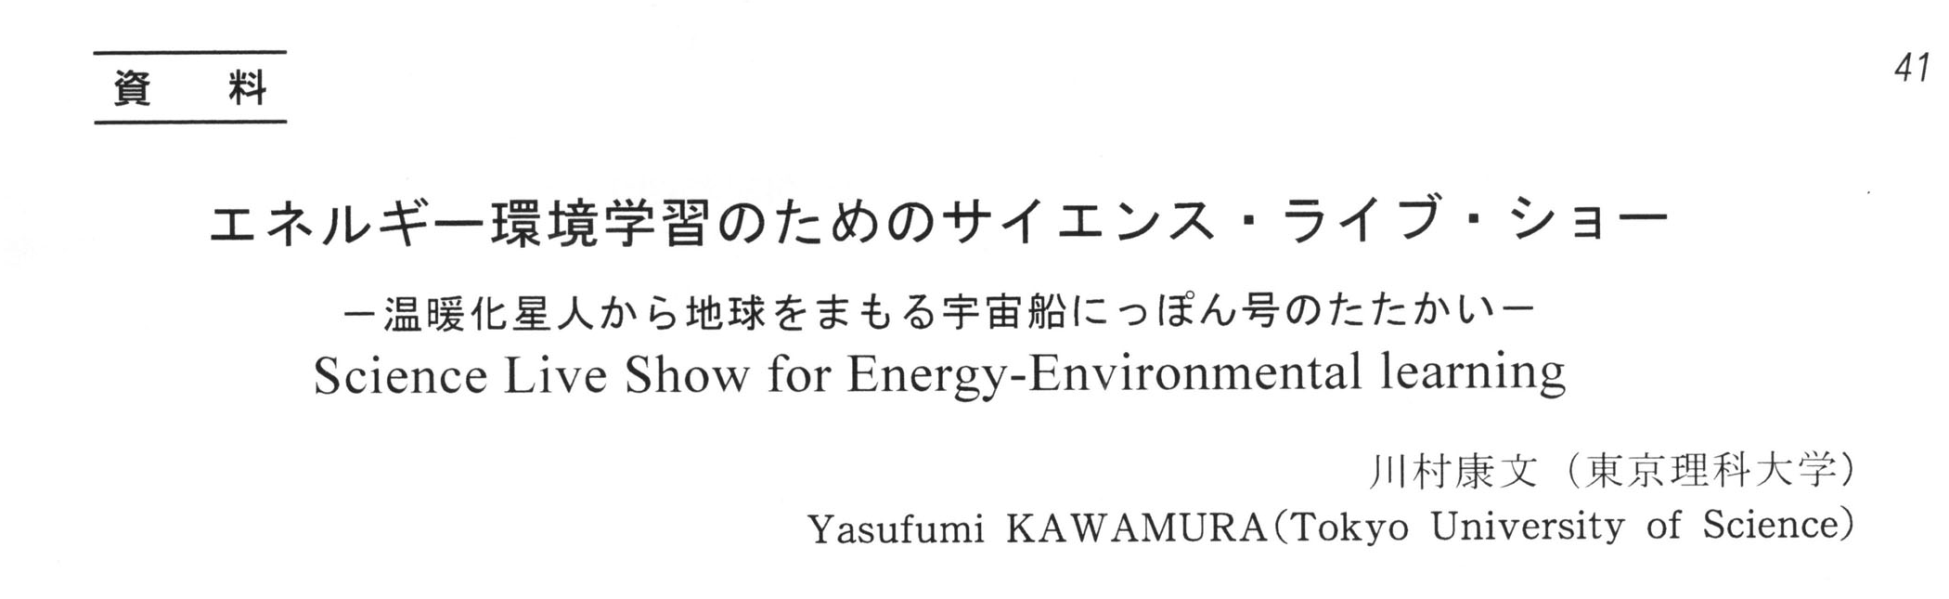 資　料
41
エネルギー環境学習のためのサイエンス・ライブ・ショー
－温暖化星人から地球をまもる宇宙船にっぽん号のたたかい－
Science Live Show for Energy-Environmental learning
川村康文（東京理科大学）
Yasufumi KAWAMURA(Tokyo University of Science)